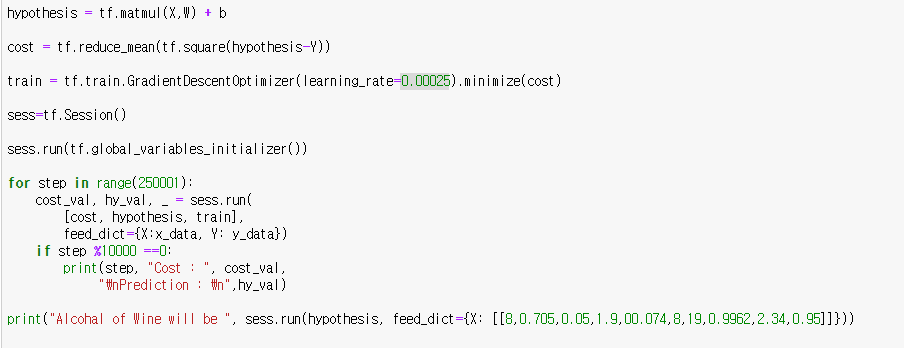 hypothesis = tf.matmul(X,W) + b
cost = tf.reduce_mean(tf.square(hypothesis-Y))
train = tf.train.GradientDescentOptimizer(learning_rate=0.00025).minimize(cost)
sess=tf.Session()
sess.run(tf.global_variables_initializer())
for step in range(250001):
    cost_val, hy_val, _ = sess.run(
        [cost, hypothesis, train],
        feed_dict={X:x_data, Y: y_data})
    if step %10000 ==0:
        print(step, "Cost : ", cost_val,
             "₩nPrediction : ₩n",hy_val)
print("Alcohal of Wine will be ", sess.run(hypothesis, feed_dict={X: [[8,0.705,0.05,1.9,00.074,8,19,0.9962,2.34,0.95]]}))